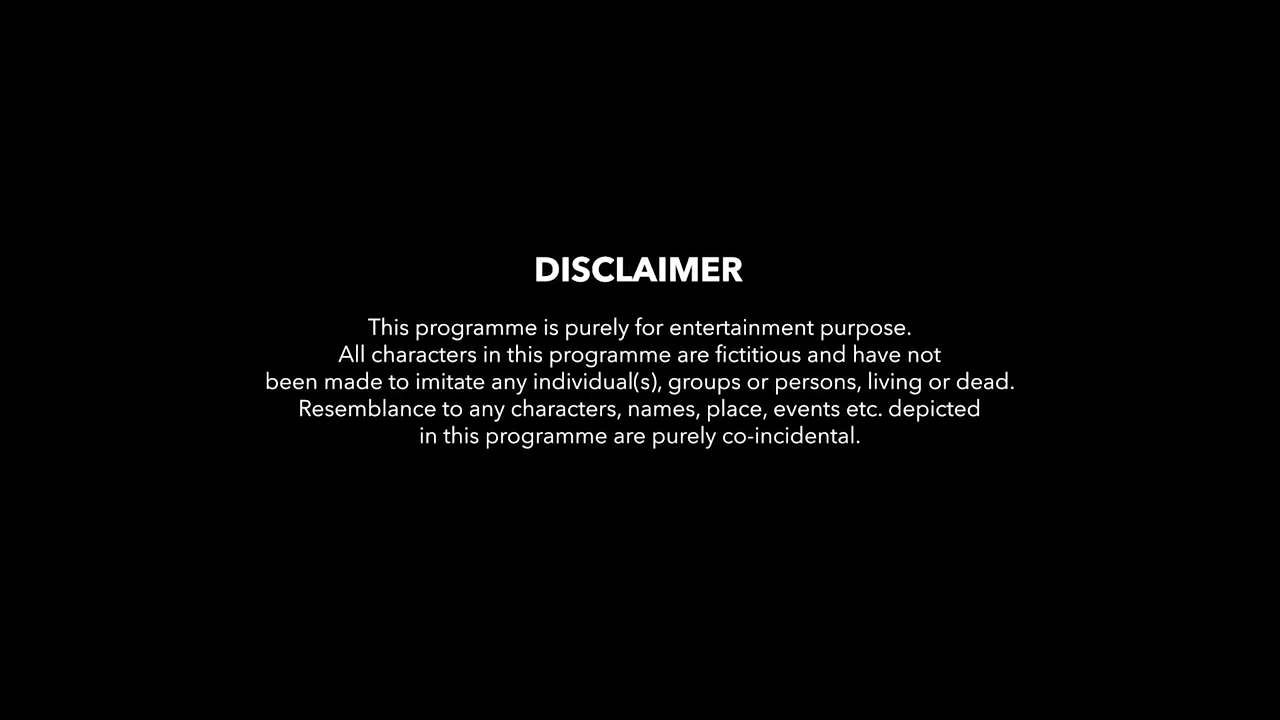 DISCLAIMER
This programme is purely for entertainment purpose.
All characters in this programme are fictitious and have not
been made to imitate any individual(s), groups or persons, living or dead.
Resemblance to any characters, names, place, events etc. depicted
in this programme are purely co-incidental.